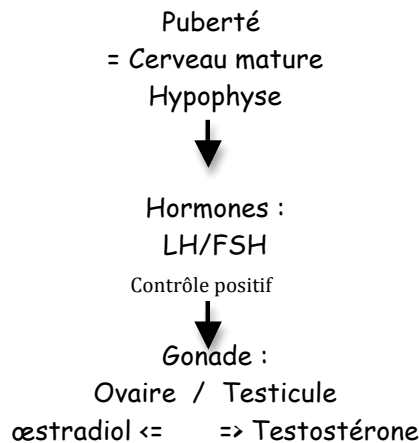 Puberté
= Cerveau mature
Hypophyse
Hormones :
LH/FSH
Contrôle positif
Gonade :
Ovaire / Testicule
œstradiol <= => Testostérone